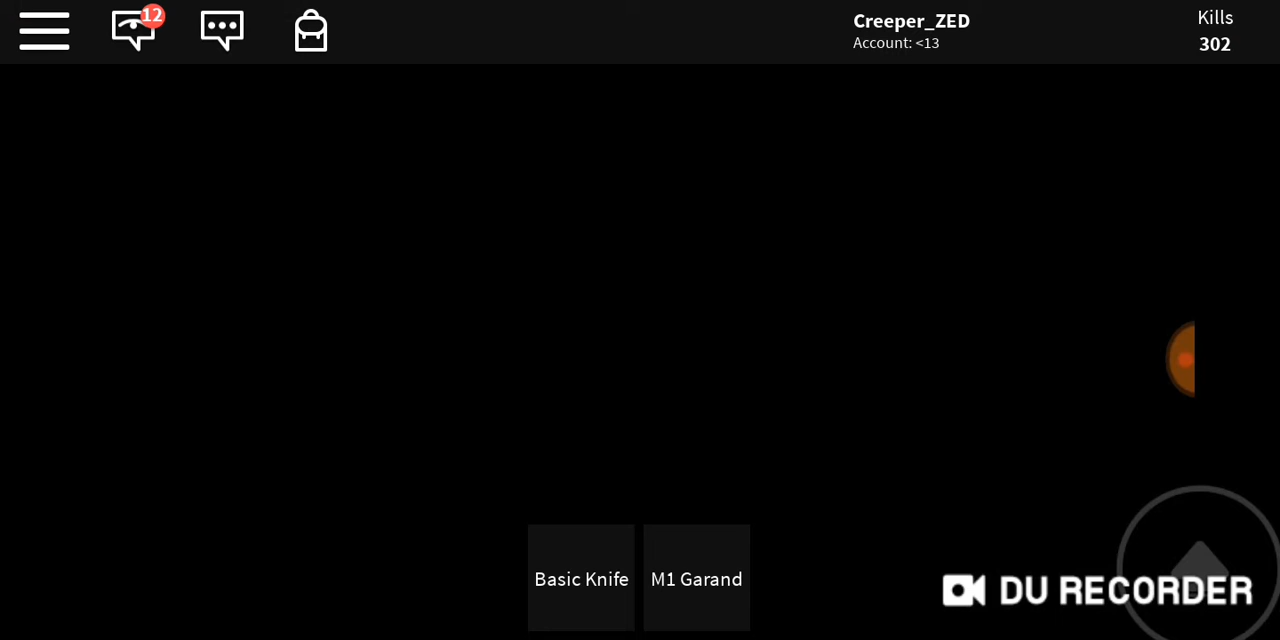 12
Creeper_ZED
Account: <13
Kills
302
Basic Knife
M1 Garand
DU RECORDER